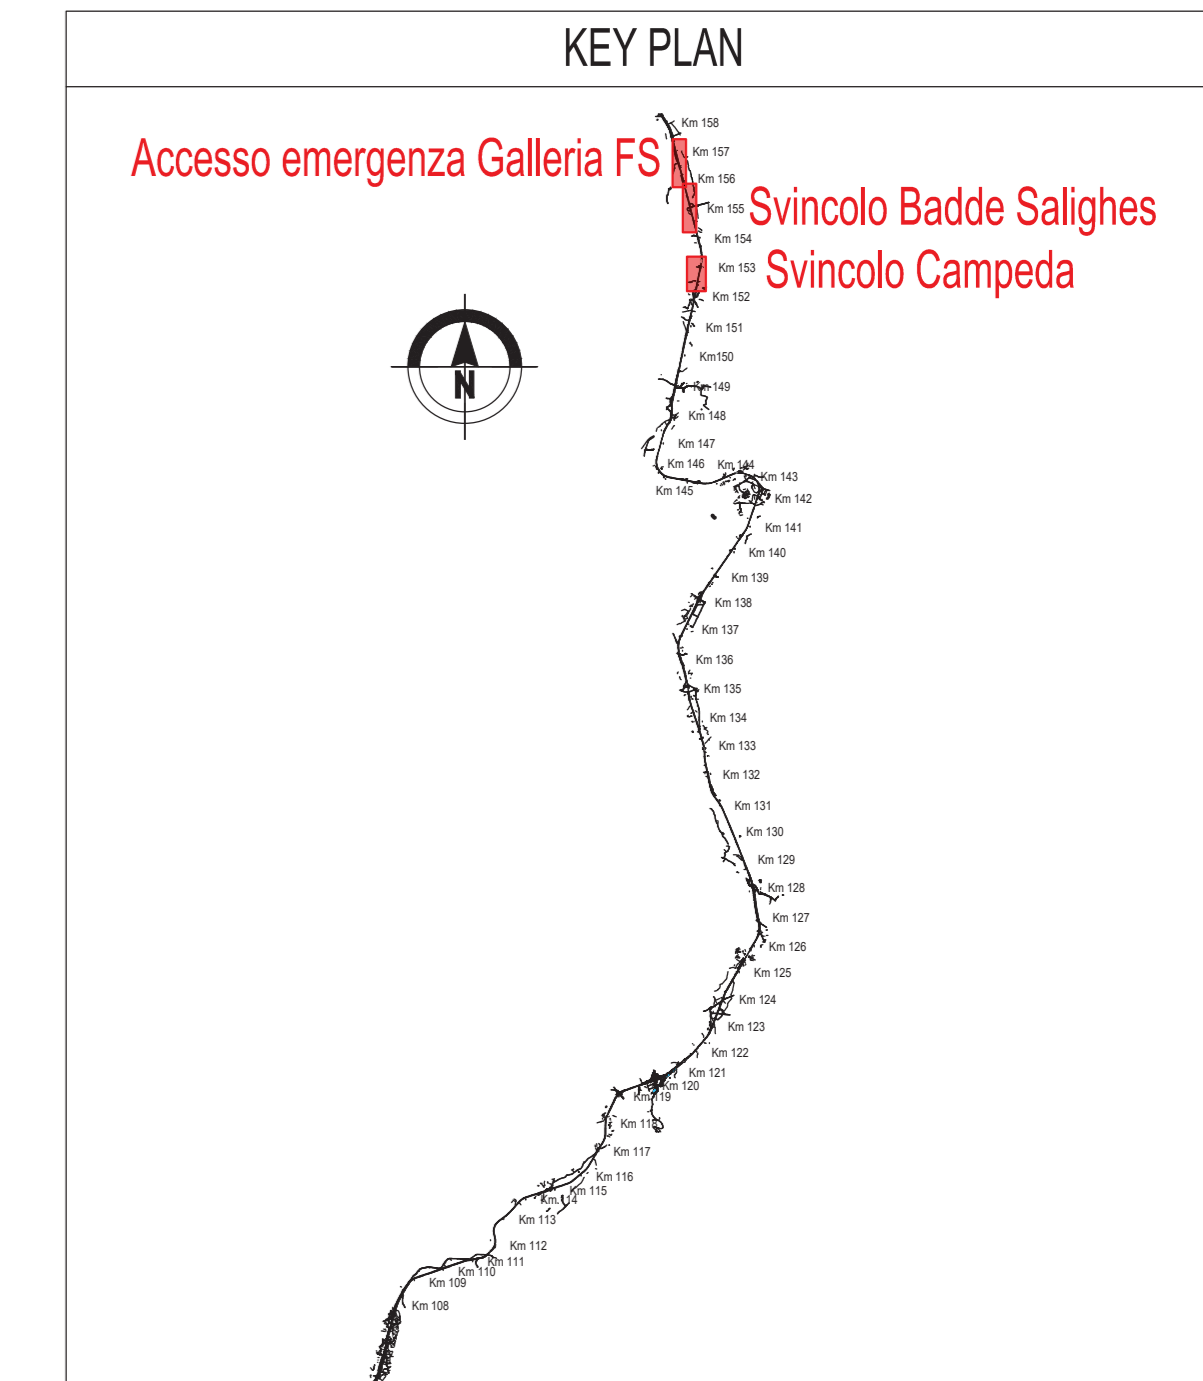 KEY PLAN
Km 158
Accesso emergenza Galleria FS
Km 157
Km 156
Km 155
Svincolo Badde Salighes
Km 154
Km 153
Svincolo Campeda
Km 152
Km 151
Km150
N
Km 149
Km 148
Km 147
Km 146
Km 144
Km 143
Km 145
Km 142
Km 141
Km 140
Km 139
Km 138
Km 137
Km 136
Km 135
Km 134
Km 133
Km 132
Km 131
Km 130
Km 129
Km 128
Km 127
Km 126
Km 125
Km 124
Km 123
Km 122
Km 121
Km 120
Km 119
Km 118
Km 117
Km 116
Km 115
Km 114
Km 113
Km 112
Km 111
Km 110
Km 109
Km 108